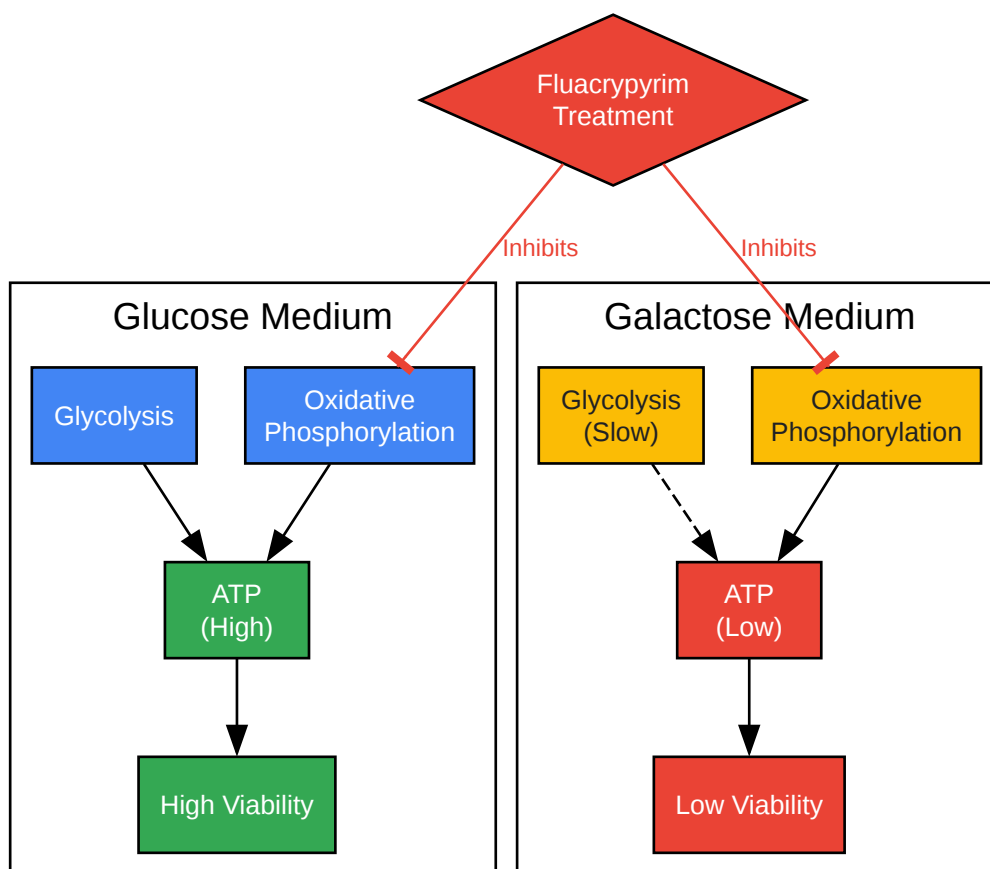 Fluacrypyrim
Treatment
Inhibits
Inhibits
Glucose Medium
Glycolysis
Oxidative
Phosphorylation
ATP
(High)
High Viability
Galactose Medium
Glycolysis
(Slow)
Oxidative
Phosphorylation
ATP
(Low)
Low Viability